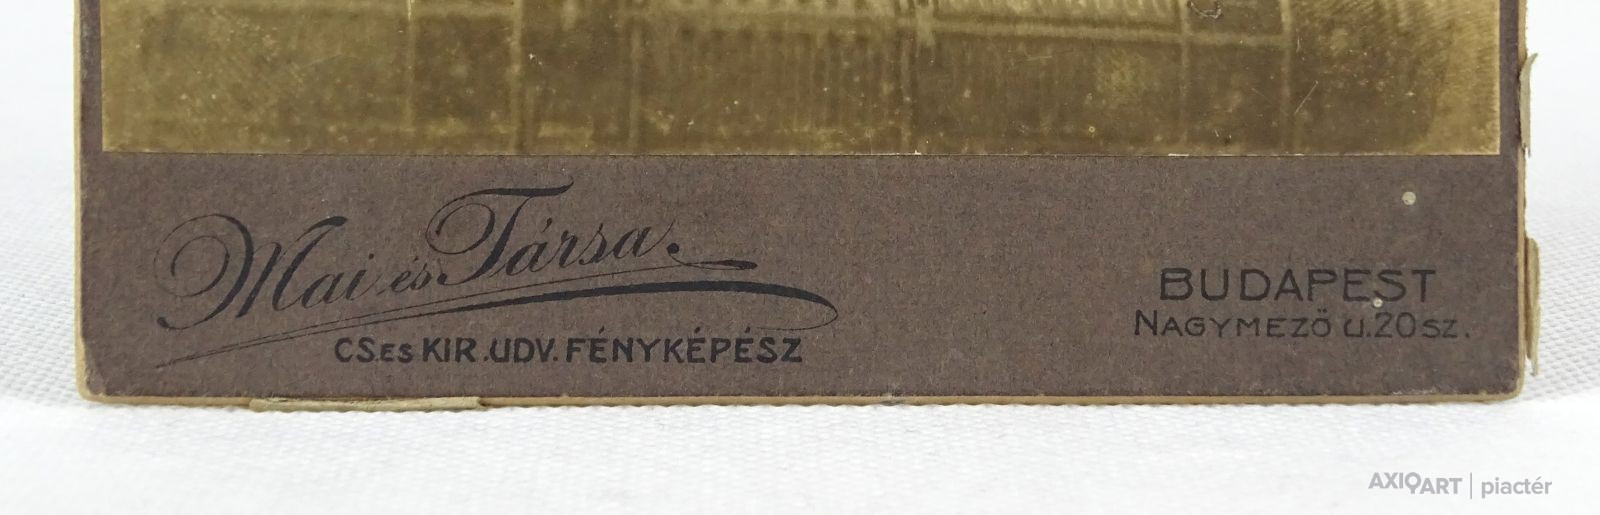 Mai és Társa.
CS. ES KIR. UDV. FÉNYKÉPÉSZ
BUDAPEST
NAGYMEZŐ U. 20 SZ.
AXIOART | piactér